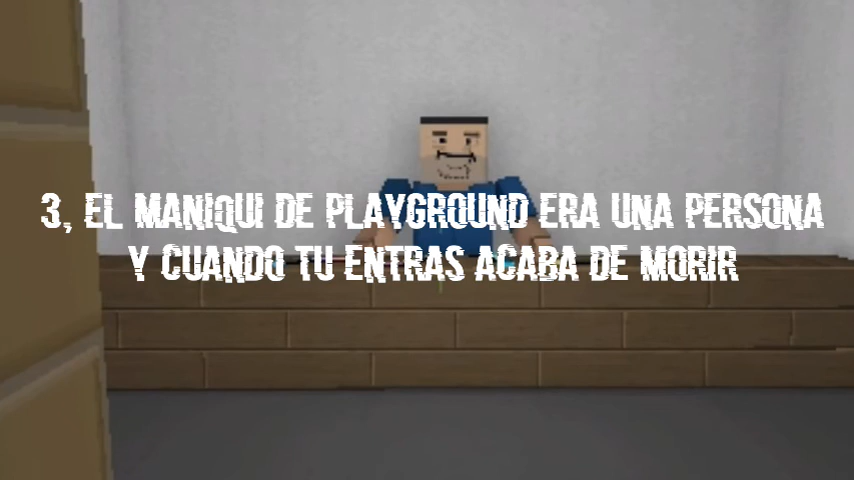 3, EL MANIQUI DE PLAYGROUND ERA UNA PERSONA
Y CUANDO TU ENTRAS ACABA DE MORIR